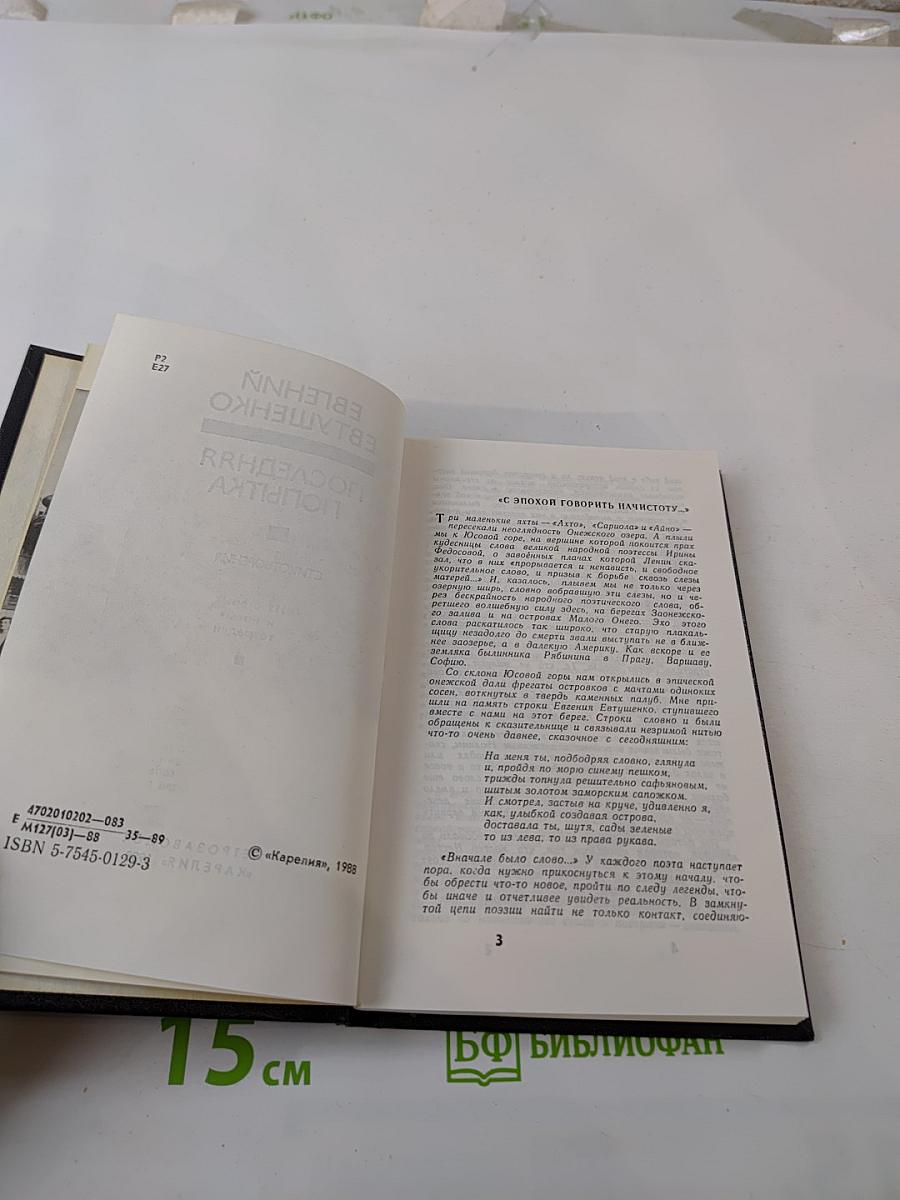 Р2
Е27
ЕВГЕНИЙ
ЕВТУШЕНКО
ПОСЛЕДНЯЯ
ПОПЫТКА
Е 4702010202—083
М127[03]—88 35—89
ISBN 5-7545-0129-3
© «Карелия», 1988
«С ЭПОХОЙ ГОВОРИТЬ НАЧИСТОТУ...»
Три маленькие яхты — «Ахто», «Сариола» и «Айно» —
пересекали неоглядность Онежского озера. А плыли
мы к Юсовой горе, на вершине которой покоится прах
кудесницы слова великой народной поэтессы Ирины
Федосовой, о завоённых плачах которой Ленин ска-
зал, что в них «прорывается и ненависть, и свободное
укорительное слово, и призыв к борьбе сквозь слезы
матерей...» И, казалось, плывем мы не только через
озерную ширь, словно вобравшую эти слезы, но и че-
рез бескрайность народного поэтического слова, об-
ретшего волшебную силу здесь, на берегах Заонежско-
го залива и на островах Малого Онего. Эхо этого
слова раскатилось так широко, что старую плакаль-
щицу незадолго до смерти звали выступать не в ближ-
нее заозерье, а в далекую Америку. Как вскоре и ее
земляка былинника Рябинина в Прагу, Варшаву,
Софию.
Со склона Юсовой горы нам открылись в эпической
онежской дали фрегаты островков с мачтами одиноких
сосен, воткнутых в твердь каменных палуб. Мне при-
шли на память строки Евгения Евтушенко, ступившего
вместе с нами на этот берег. Строки словно и были
обращены к сказительнице и связывали незримой нитью
что-то очень давнее, сказочное с сегодняшним:
На меня ты, подбодряя словно, глянула
и, пройдя по морю синему пешком,
трижды топнула решительно сафьяновым,
шитым золотом заморским сапожком.
И смотрел, застыв на круче, удивленно я,
как, улыбкой создавая острова,
доставала ты, шутя, сады зеленые
то из лева, то из права рукава.
«Вначале было слово...» У каждого поэта наступает
пора, когда нужно прикоснуться к этому началу, что-
бы обрести что-то новое, пройти по следу легенды, что-
бы иначе и отчетливее увидеть реальность. В замкну-
той цепи поэзии найти не только контакт, соединяю-
3
15 см
БФ БИБЛИОФАН